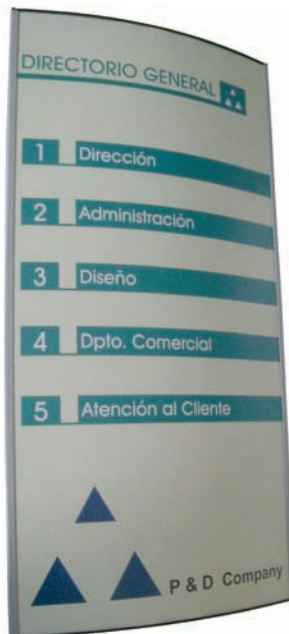 DIRECTORIO GENERAL
1 Dirección
2 Administración
3 Diseño
4 Dpto. Comercial
5 Atención al Cliente
P & D Company